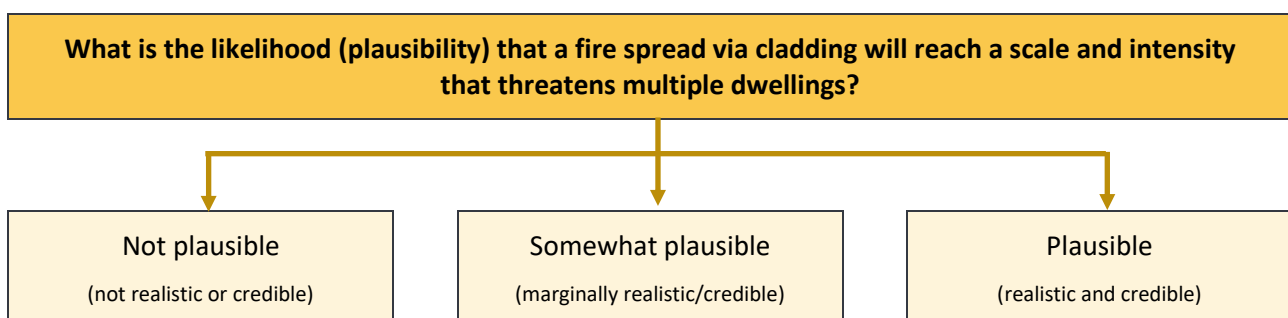 What is the likelihood (plausibility) that a fire spread via cladding will reach a scale and intensity
that threatens multiple dwellings?
Not plausible
(not realistic or credible)
Somewhat plausible
(marginally realistic/credible)
Plausible
(realistic and credible)